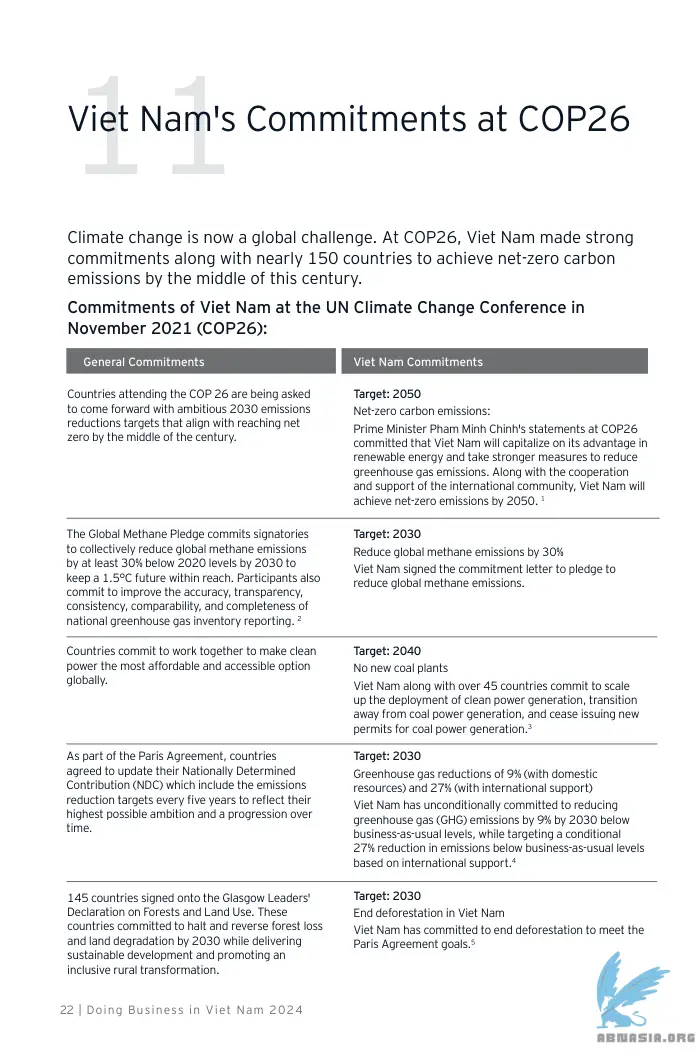 11
Viet Nam's Commitments at COP26
Climate change is now a global challenge. At COP26, Viet Nam made strong
commitments along with nearly 150 countries to achieve net-zero carbon
emissions by the middle of this century.
Commitments of Viet Nam at the UN Climate Change Conference in
November 2021 (COP26):
General Commitments
Viet Nam Commitments
Countries attending the COP 26 are being asked
to come forward with ambitious 2030 emissions
reductions targets that align with reaching net
zero by the middle of the century.
Target: 2050
Net-zero carbon emissions:
Prime Minister Pham Minh Chinh's statements at COP26
committed that Viet Nam will capitalize on its advantage in
renewable energy and take stronger measures to reduce
greenhouse gas emissions. Along with the cooperation
and support of the international community, Viet Nam will
achieve net-zero emissions by 2050. 1
The Global Methane Pledge commits signatories
to collectively reduce global methane emissions
by at least 30% below 2020 levels by 2030 to
keep a 1.5°C future within reach. Participants also
commit to improve the accuracy, transparency,
consistency, comparability, and completeness of
national greenhouse gas inventory reporting. 2
Target: 2030
Reduce global methane emissions by 30%
Viet Nam signed the commitment letter to pledge to
reduce global methane emissions.
Countries commit to work together to make clean
power the most affordable and accessible option
globally.
Target: 2040
No new coal plants
Viet Nam along with over 45 countries commit to scale
up the deployment of clean power generation, transition
away from coal power generation, and cease issuing new
permits for coal power generation.3
As part of the Paris Agreement, countries
agreed to update their Nationally Determined
Contribution (NDC) which include the emissions
reduction targets every five years to reflect their
highest possible ambition and a progression over
time.
Target: 2030
Greenhouse gas reductions of 9% (with domestic
resources) and 27% (with international support)
Viet Nam has unconditionally committed to reducing
greenhouse gas (GHG) emissions by 9% by 2030 below
business-as-usual levels, while targeting a conditional
27% reduction in emissions below business-as-usual levels
based on international support.4
145 countries signed onto the Glasgow Leaders'
Declaration on Forests and Land Use. These
countries committed to halt and reverse forest loss
and land degradation by 2030 while delivering
sustainable development and promoting an
inclusive rural transformation.
Target: 2030
End deforestation in Viet Nam
Viet Nam has committed to end deforestation to meet the
Paris Agreement goals.5
22 | Doing Business in Viet Nam 2024
ABNASIA.ORG